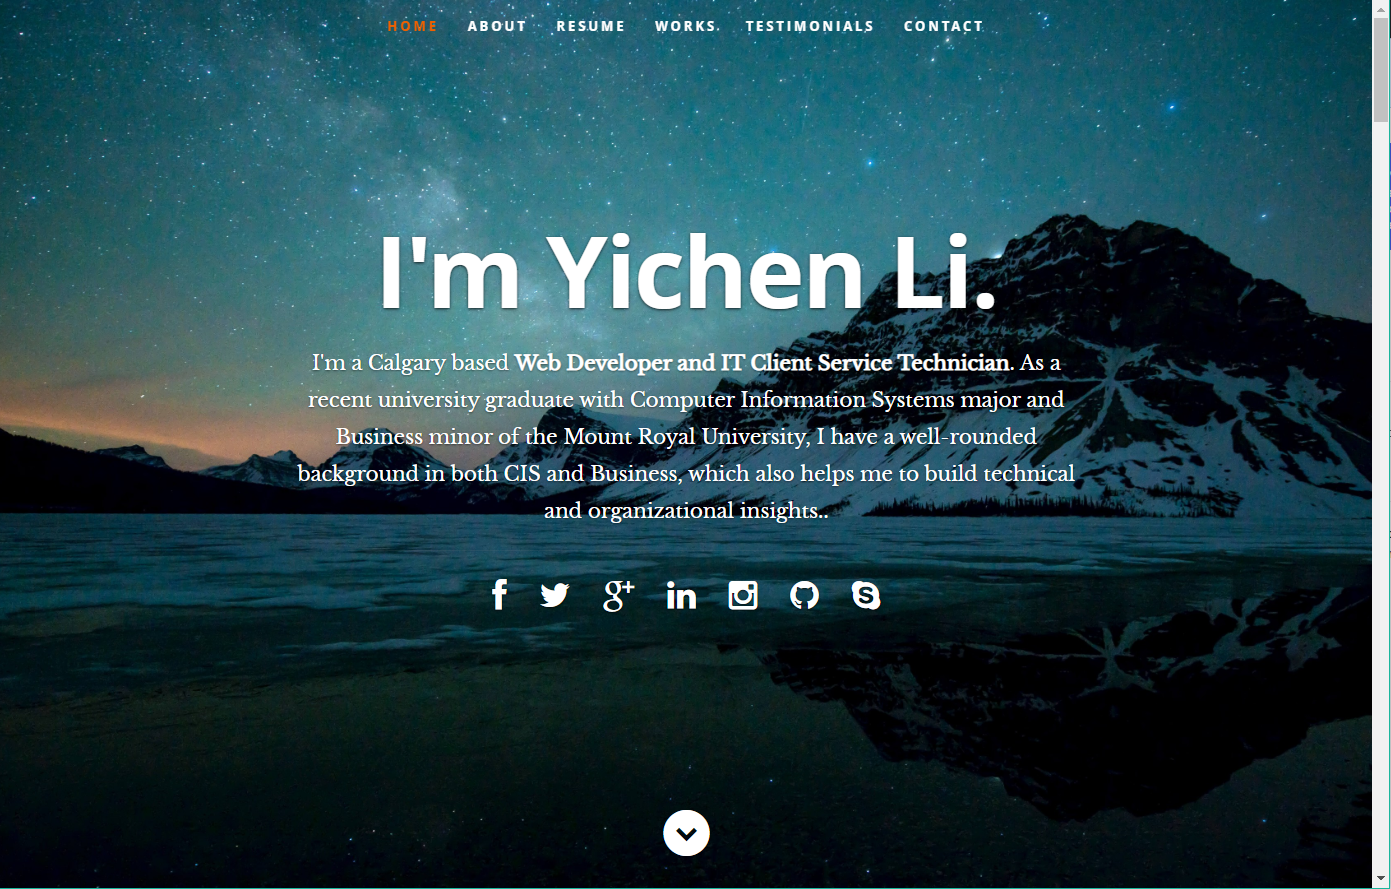 HOME ABOUT RESUME WORKS TESTIMONIALS CONTACT
I'm Yichen Li.
I'm a Calgary based Web Developer and IT Client Service Technician. As a
recent university graduate with Computer Information Systems major and
Business minor of the Mount Royal University, I have a well-rounded
background in both CIS and Business, which also helps me to build technical
and organizational insights..